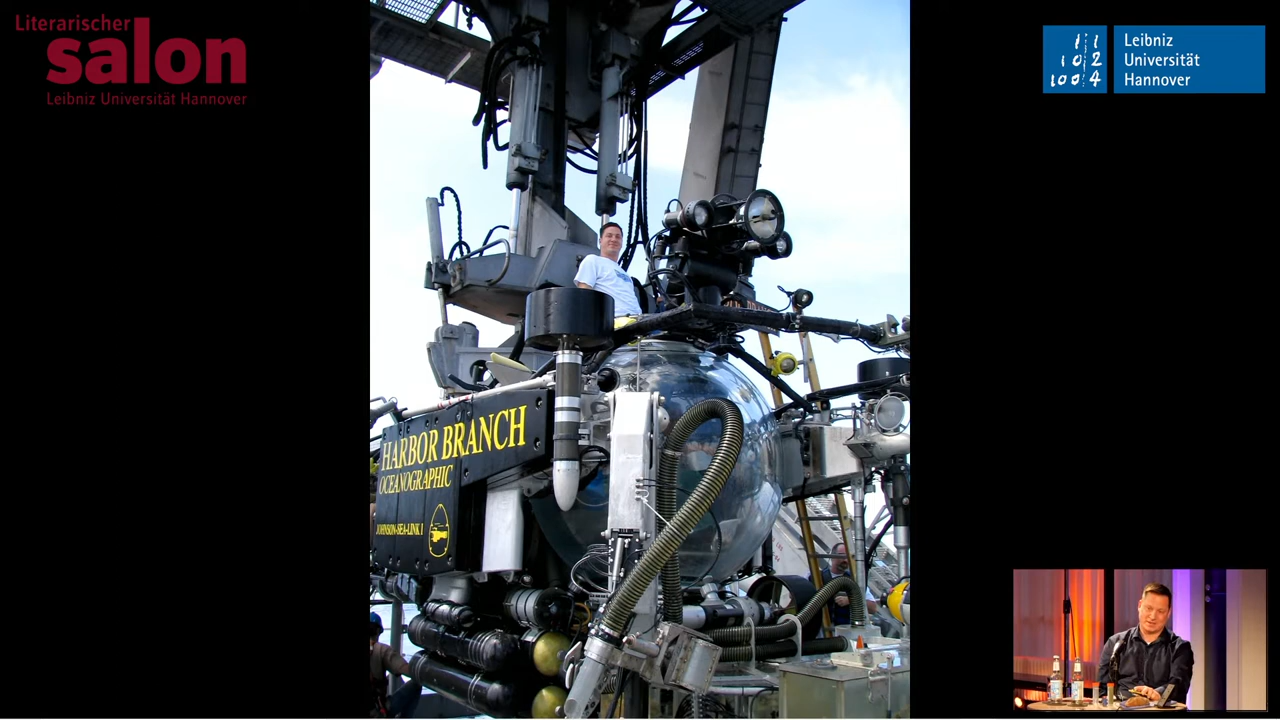 Literarischer
salon
Leibniz Universität Hannover
1 1
1 0 2
1 0 0 4
Leibniz
Universität
Hannover
HARBOR BRANCH
OCEANOGRAPHIC
JOHNSON-SEA-LINK I